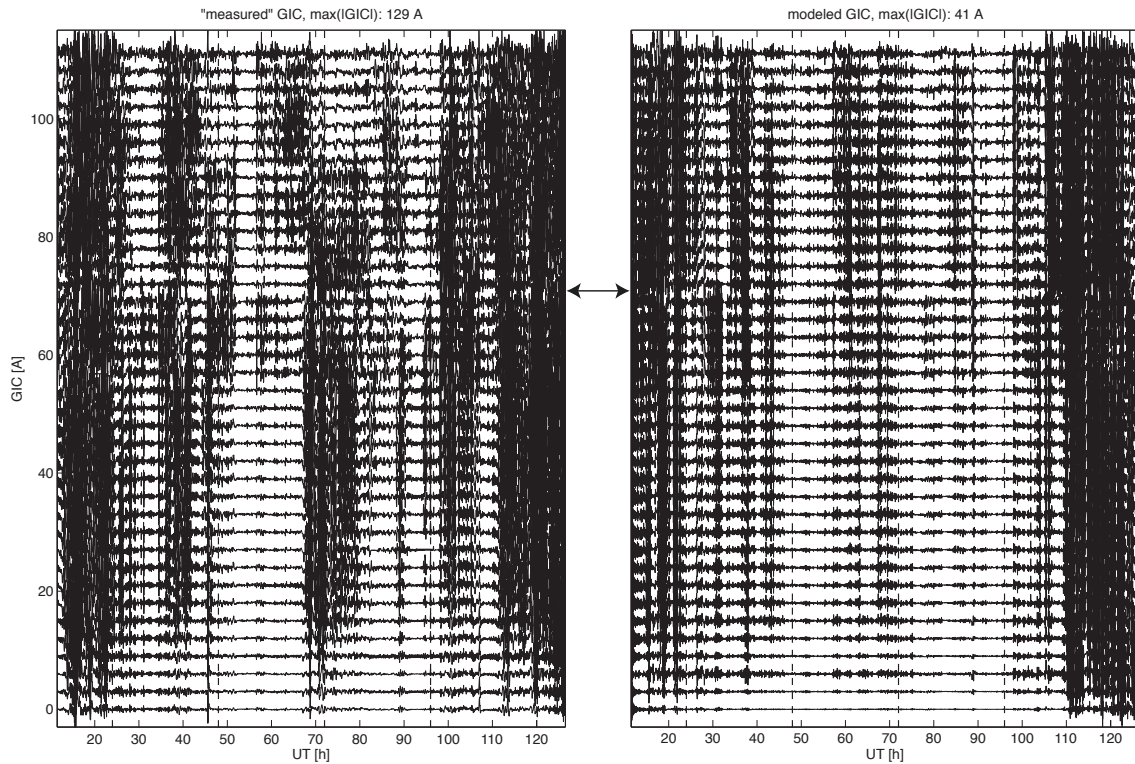 "measured" GIC, max(|GIC|): 129 A
modeled GIC, max(|GIC|): 41 A
GIC [A]
100
80
60
40
20
0
20 30 40 50 60 70 80 90 100 110 120
UT [h]
20 30 40 50 60 70 80 90 100 110 120
UT [h]